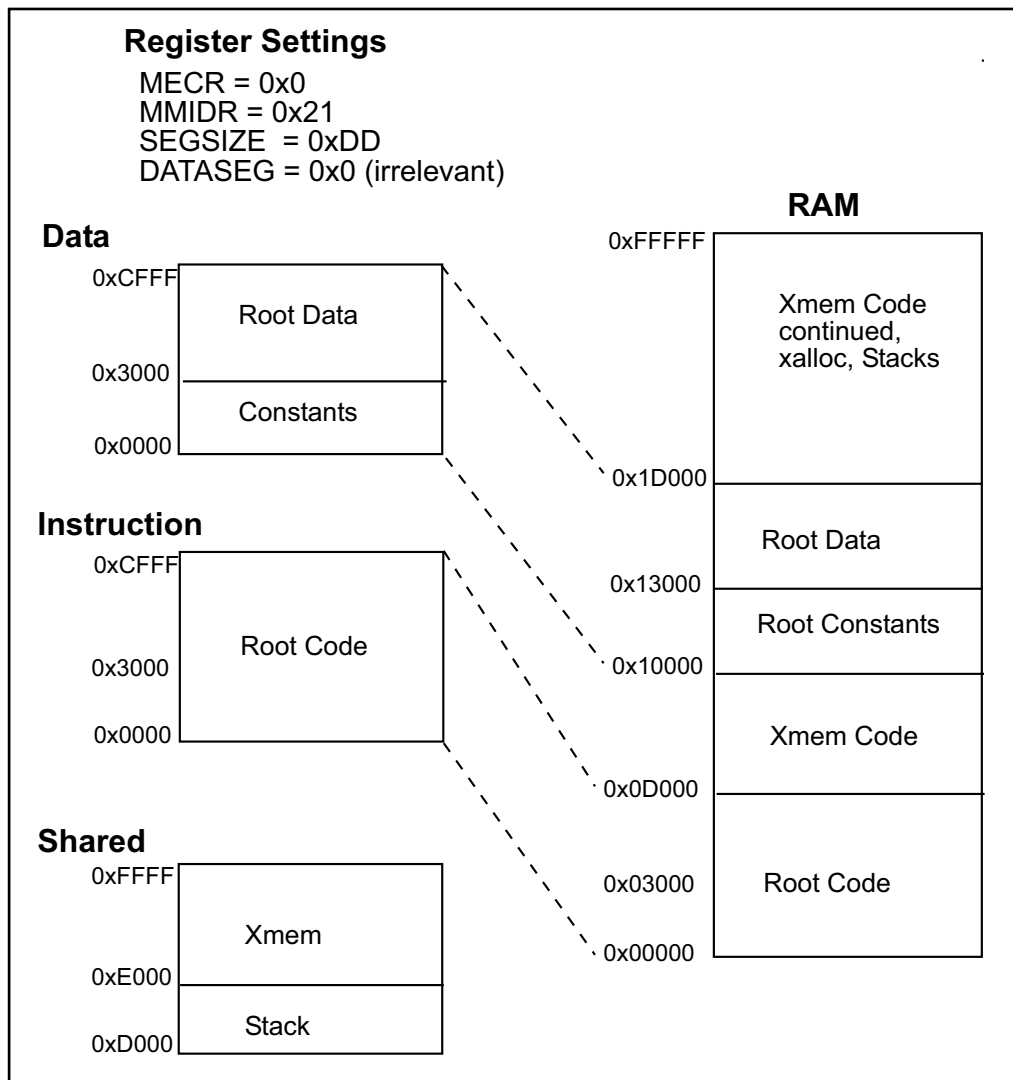 Register Settings
MECR = 0x0
MMIDR = 0x21
SEGSIZE = 0xDD
DATASEG = 0x0 (irrelevant)
Data
0xCFFF
Root Data
0x3000
Constants
0x0000
Instruction
0xCFFF
Root Code
0x3000
0x0000
Shared
0xFFFF
Xmem
0xE000
Stack
0xD000
RAM
0xFFFFF
Xmem Code
continued,
xalloc, Stacks
0x1D000
Root Data
0x13000
Root Constants
0x10000
Xmem Code
0x0D000
0x03000
Root Code
0x00000